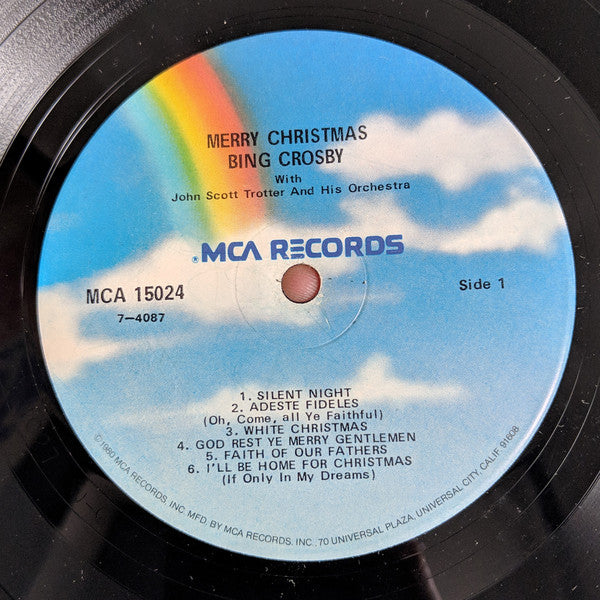 MERRY CHRISTMAS
BING CROSBY
With
John Scott Trotter And His Orchestra
®MCA RECORDS
MCA 15024
7-4087
Side 1
1. SILENT NIGHT
2. ADESTE FIDELES
(Oh, Come, all Ye Faithful)
3. WHITE CHRISTMAS
4. GOD REST YE MERRY GENTLEMEN
5. FAITH OF OUR FATHERS
6. I'LL BE HOME FOR CHRISTMAS
(If Only In My Dreams)
©1980 MCA RECORDS, INC. MFD. BY MCA RECORDS, INC., 70 UNIVERSAL PLAZA, UNIVERSAL CITY, CALIF. 91608